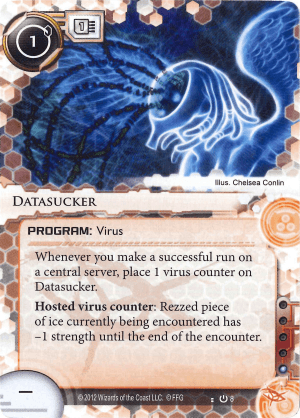 1
1
Illus. Chelsea Conlin
Datasucker
PROGRAM: Virus
Whenever you make a successful run on
a central server, place 1 virus counter on
Datasucker.
Hosted virus counter: Rezzed piece
of ice currently being encountered has
–1 strength until the end of the encounter.
–
© 2012 Wizards of the Coast LLC. © FFG
8